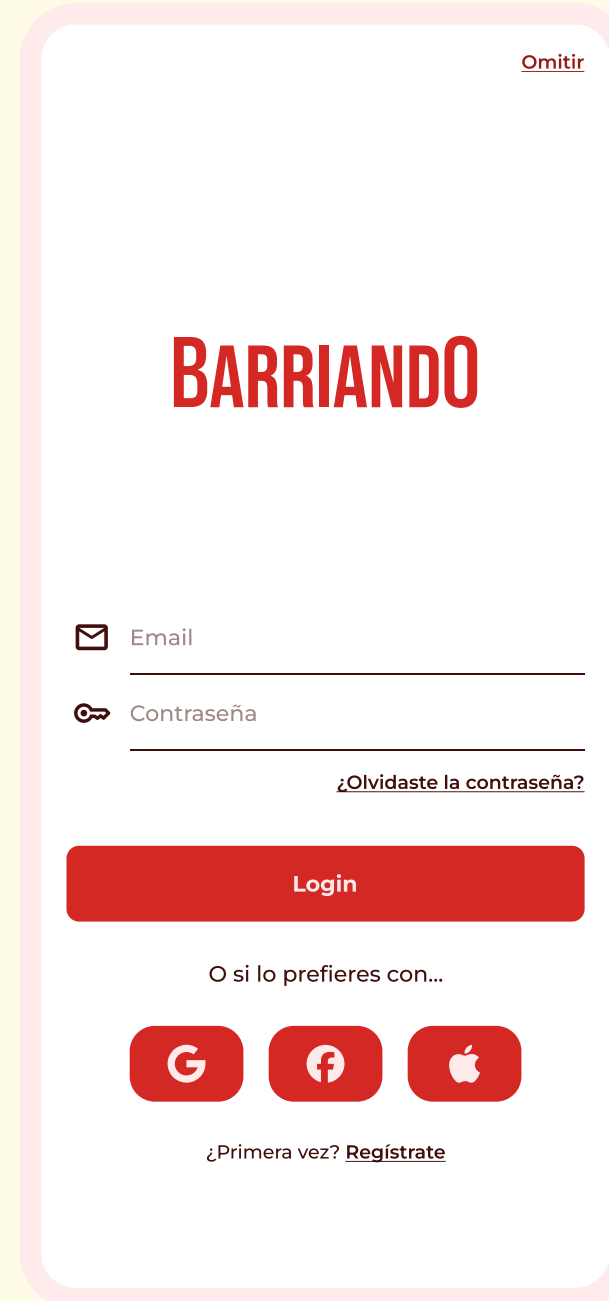 Omitir
BARRIANDO
Email
Contraseña
¿Olvidaste la contraseña?
Login
O si lo prefieres con...
¿Primera vez? Regístrate